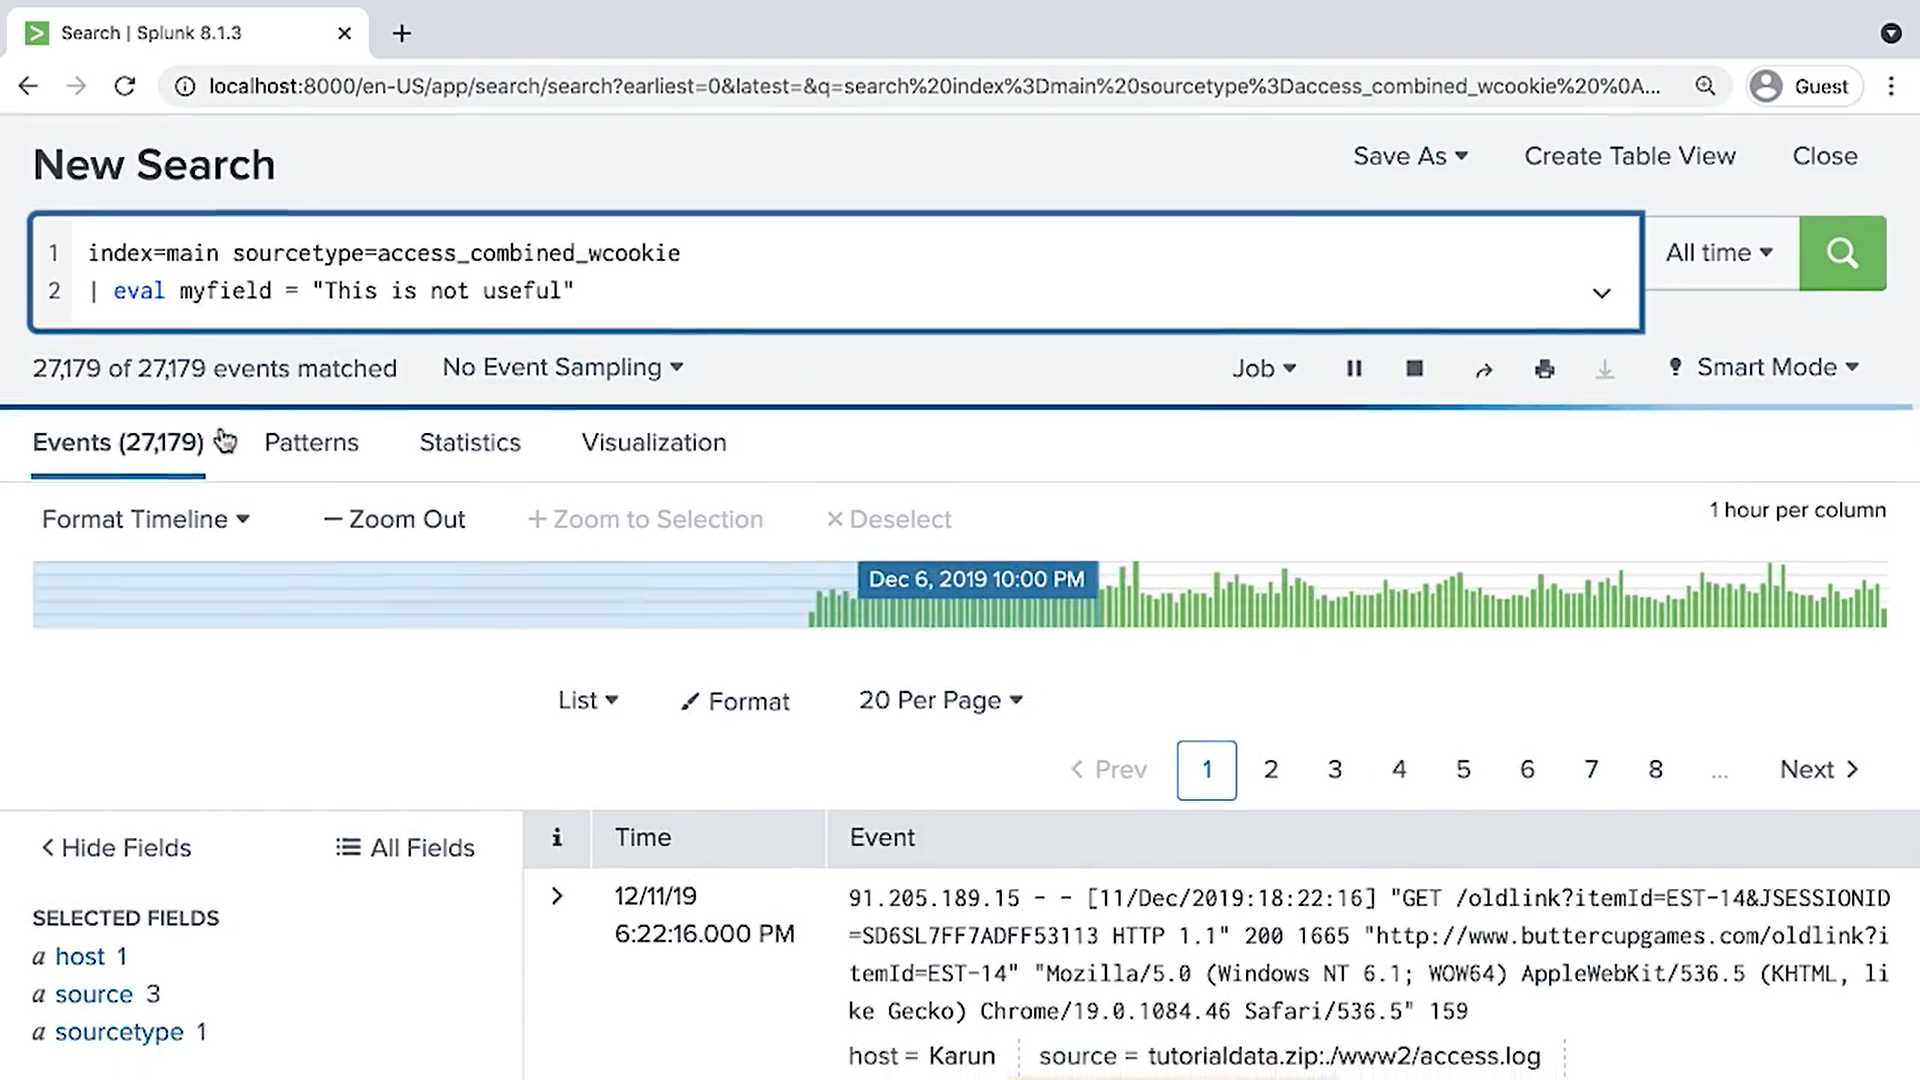 Search | Splunk 8.1.3
localhost:8000/en-US/app/search/search?earliest=0&latest=&q=search%20index%3Dmain%20sourcetype%3Daccess_combined_wcookie%20%0A...
Guest
New Search
Save As
Create Table View
Close
1 index=main sourcetype=access_combined_wcookie
2 | eval myfield = "This is not useful"
All time
27,179 of 27,179 events matched
No Event Sampling
Job
Smart Mode
Events (27,179)
Patterns
Statistics
Visualization
Format Timeline
— Zoom Out
+ Zoom to Selection
× Deselect
1 hour per column
Dec 6, 2019 10:00 PM
List
Format
20 Per Page
< Prev 1 2 3 4 5 6 7 8 ... Next >
< Hide Fields
All Fields
i
Time
Event
SELECTED FIELDS
a host 1
a source 3
a sourcetype 1
>
12/11/19
6:22:16.000 PM
91.205.189.15 - - [11/Dec/2019:18:22:16] "GET /oldlink?itemId=EST-14&JSESSIONID
=SD6SL7FF7ADFF53113 HTTP 1.1" 200 1665 "http://www.buttercupgames.com/oldlink?i
temId=EST-14" "Mozilla/5.0 (Windows NT 6.1; WOW64) AppleWebKit/536.5 (KHTML, li
ke Gecko) Chrome/19.0.1084.46 Safari/536.5" 159
host = Karun
source = tutorialdata.zip:./www2/access.log